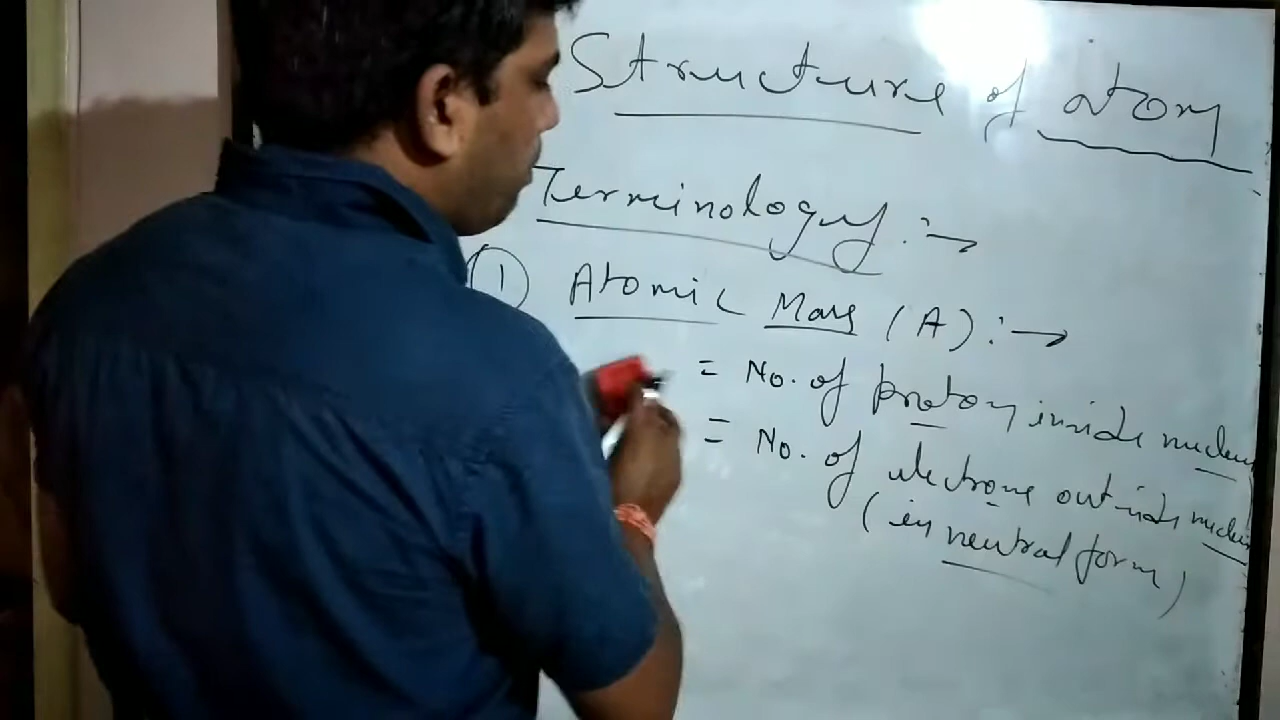 Structure of atom
Terminology :→
① Atomic Mass (A) :→
= No. of proton inside nucleus
= No. of electrons outside nucleus
(in neutral form)